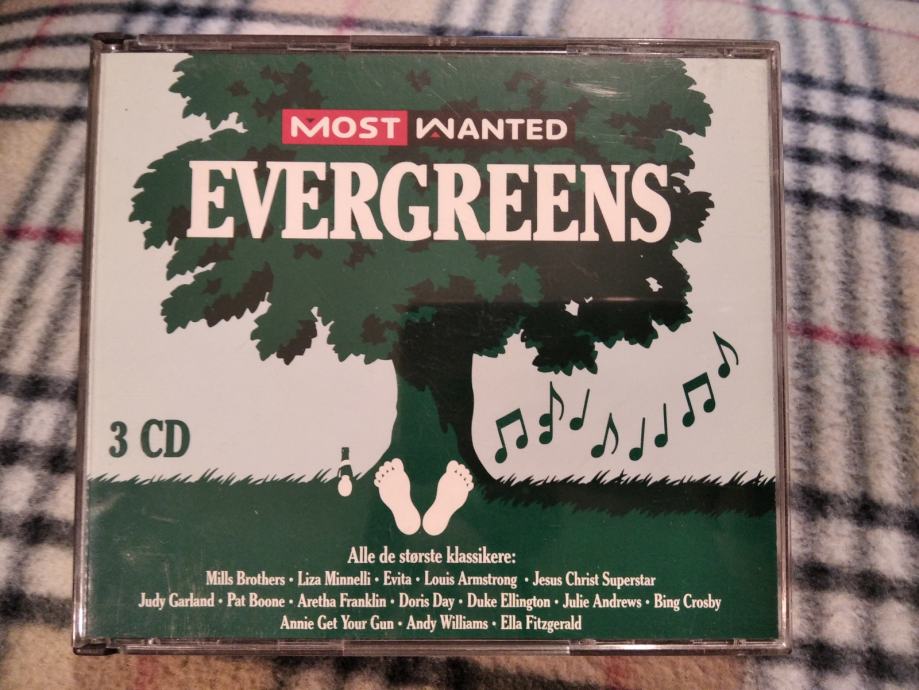 MOST WANTED
EVERGREENS
3 CD
Alle de største klassikere:
Mills Brothers • Liza Minnelli • Evita • Louis Armstrong • Jesus Christ Superstar
Judy Garland • Pat Boone • Aretha Franklin • Doris Day • Duke Ellington • Julie Andrews • Bing Crosby
Annie Get Your Gun • Andy Williams • Ella Fitzgerald